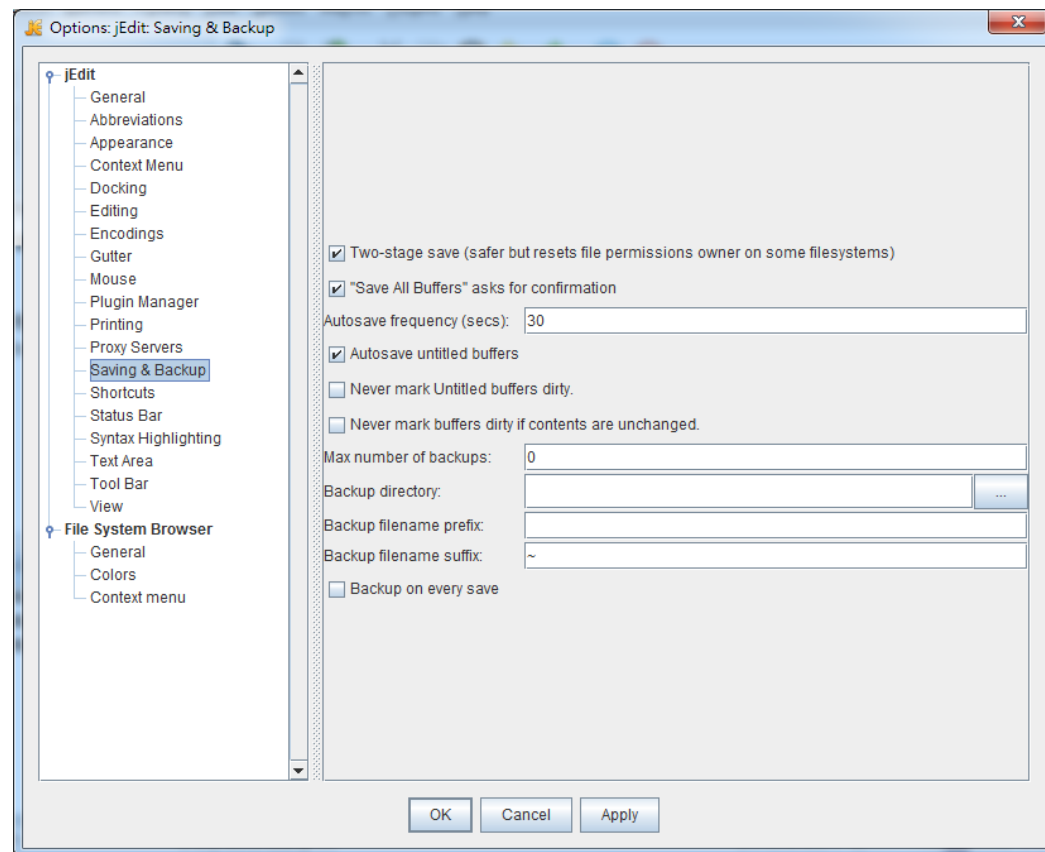 Options: jEdit: Saving & Backup
jEdit
General
Abbreviations
Appearance
Context Menu
Docking
Editing
Encodings
Gutter
Mouse
Plugin Manager
Printing
Proxy Servers
Saving & Backup
Shortcuts
Status Bar
Syntax Highlighting
Text Area
Tool Bar
View
File System Browser
General
Colors
Context menu
Two-stage save (safer but resets file permissions owner on some filesystems)
"Save All Buffers" asks for confirmation
Autosave frequency (secs): 30
Autosave untitled buffers
Never mark Untitled buffers dirty.
Never mark buffers dirty if contents are unchanged.
Max number of backups: 0
Backup directory: ...
Backup filename prefix:
Backup filename suffix: ~
Backup on every save
OK Cancel Apply